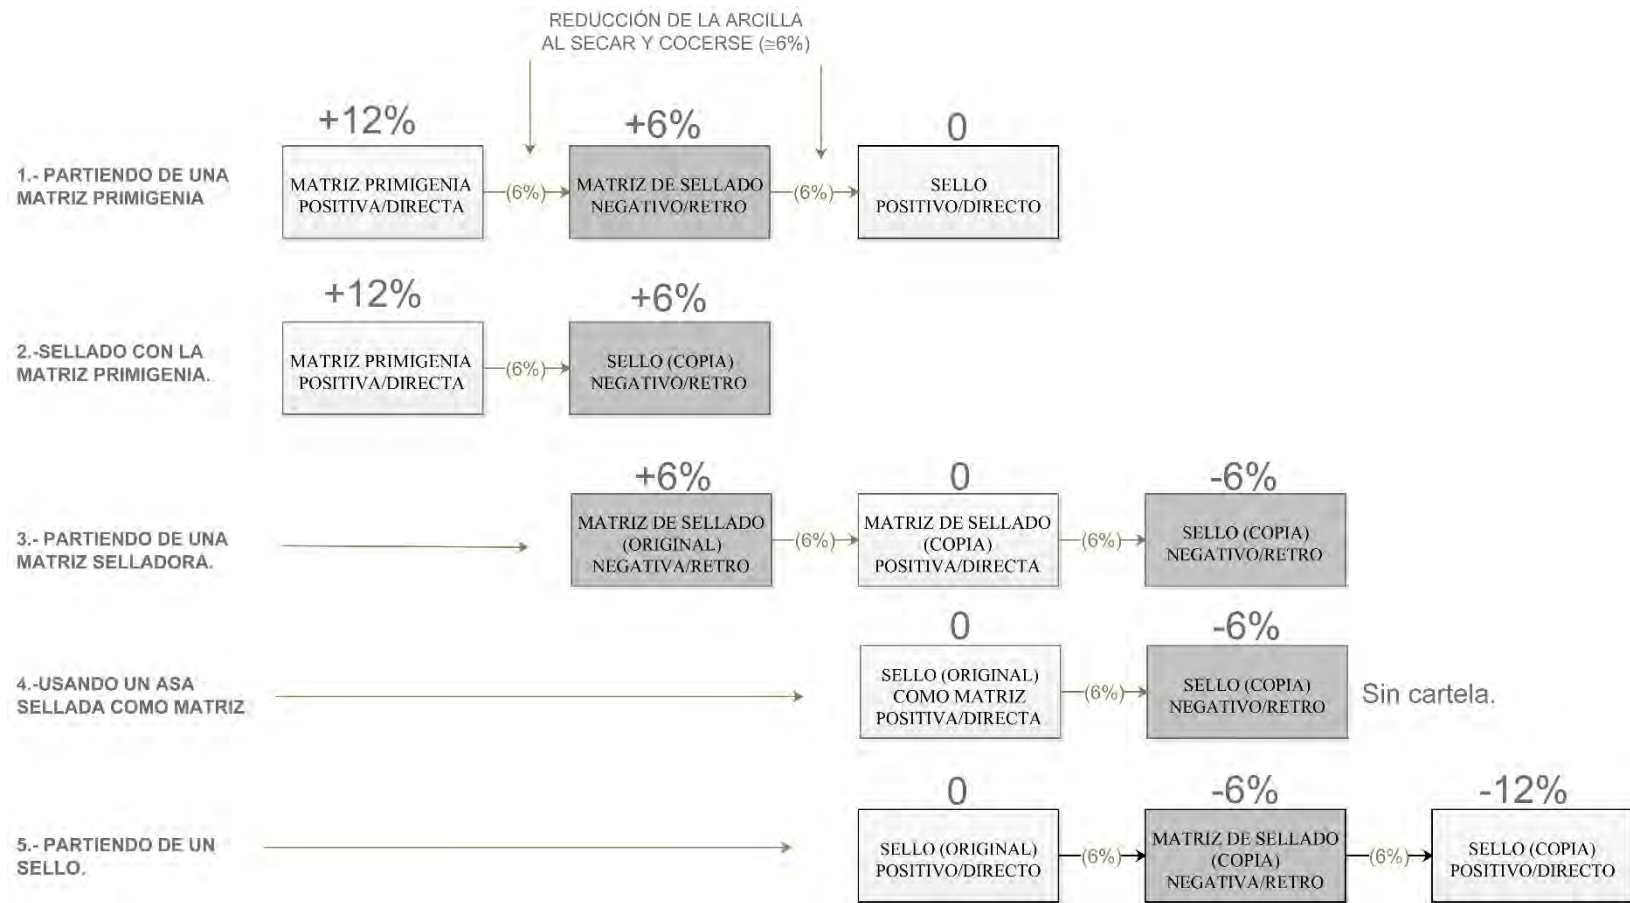 REDUCCIÓN DE LA ARCILLA
AL SECAR Y COCERSE (≅6%)
+12%
+6%
0
1.- PARTIENDO DE UNA
MATRIZ PRIMIGENIA
MATRIZ PRIMIGENIA
POSITIVA/DIRECTA
(6%)
MATRIZ DE SELLADO
NEGATIVO/RETRO
(6%)
SELLO
POSITIVO/DIRECTO
+12%
+6%
2.-SELLADO CON LA
MATRIZ PRIMIGENIA.
MATRIZ PRIMIGENIA
POSITIVA/DIRECTA
(6%)
SELLO (COPIA)
NEGATIVO/RETRO
+6%
0
-6%
3.- PARTIENDO DE UNA
MATRIZ SELLADORA.
MATRIZ DE SELLADO
(ORIGINAL)
NEGATIVA/RETRO
(6%)
MATRIZ DE SELLADO
(COPIA)
POSITIVA/DIRECTA
(6%)
SELLO (COPIA)
NEGATIVO/RETRO
0
-6%
4.-USANDO UN ASA
SELLADA COMO MATRIZ
SELLO (ORIGINAL)
COMO MATRIZ
POSITIVA/DIRECTA
(6%)
SELLO (COPIA)
NEGATIVO/RETRO
Sin cartela.
0
-6%
-12%
5.- PARTIENDO DE UN
SELLO.
SELLO (ORIGINAL)
POSITIVO/DIRECTO
(6%)
MATRIZ DE SELLADO
(COPIA)
NEGATIVA/RETRO
(6%)
SELLO (COPIA)
POSITIVO/DIRECTO